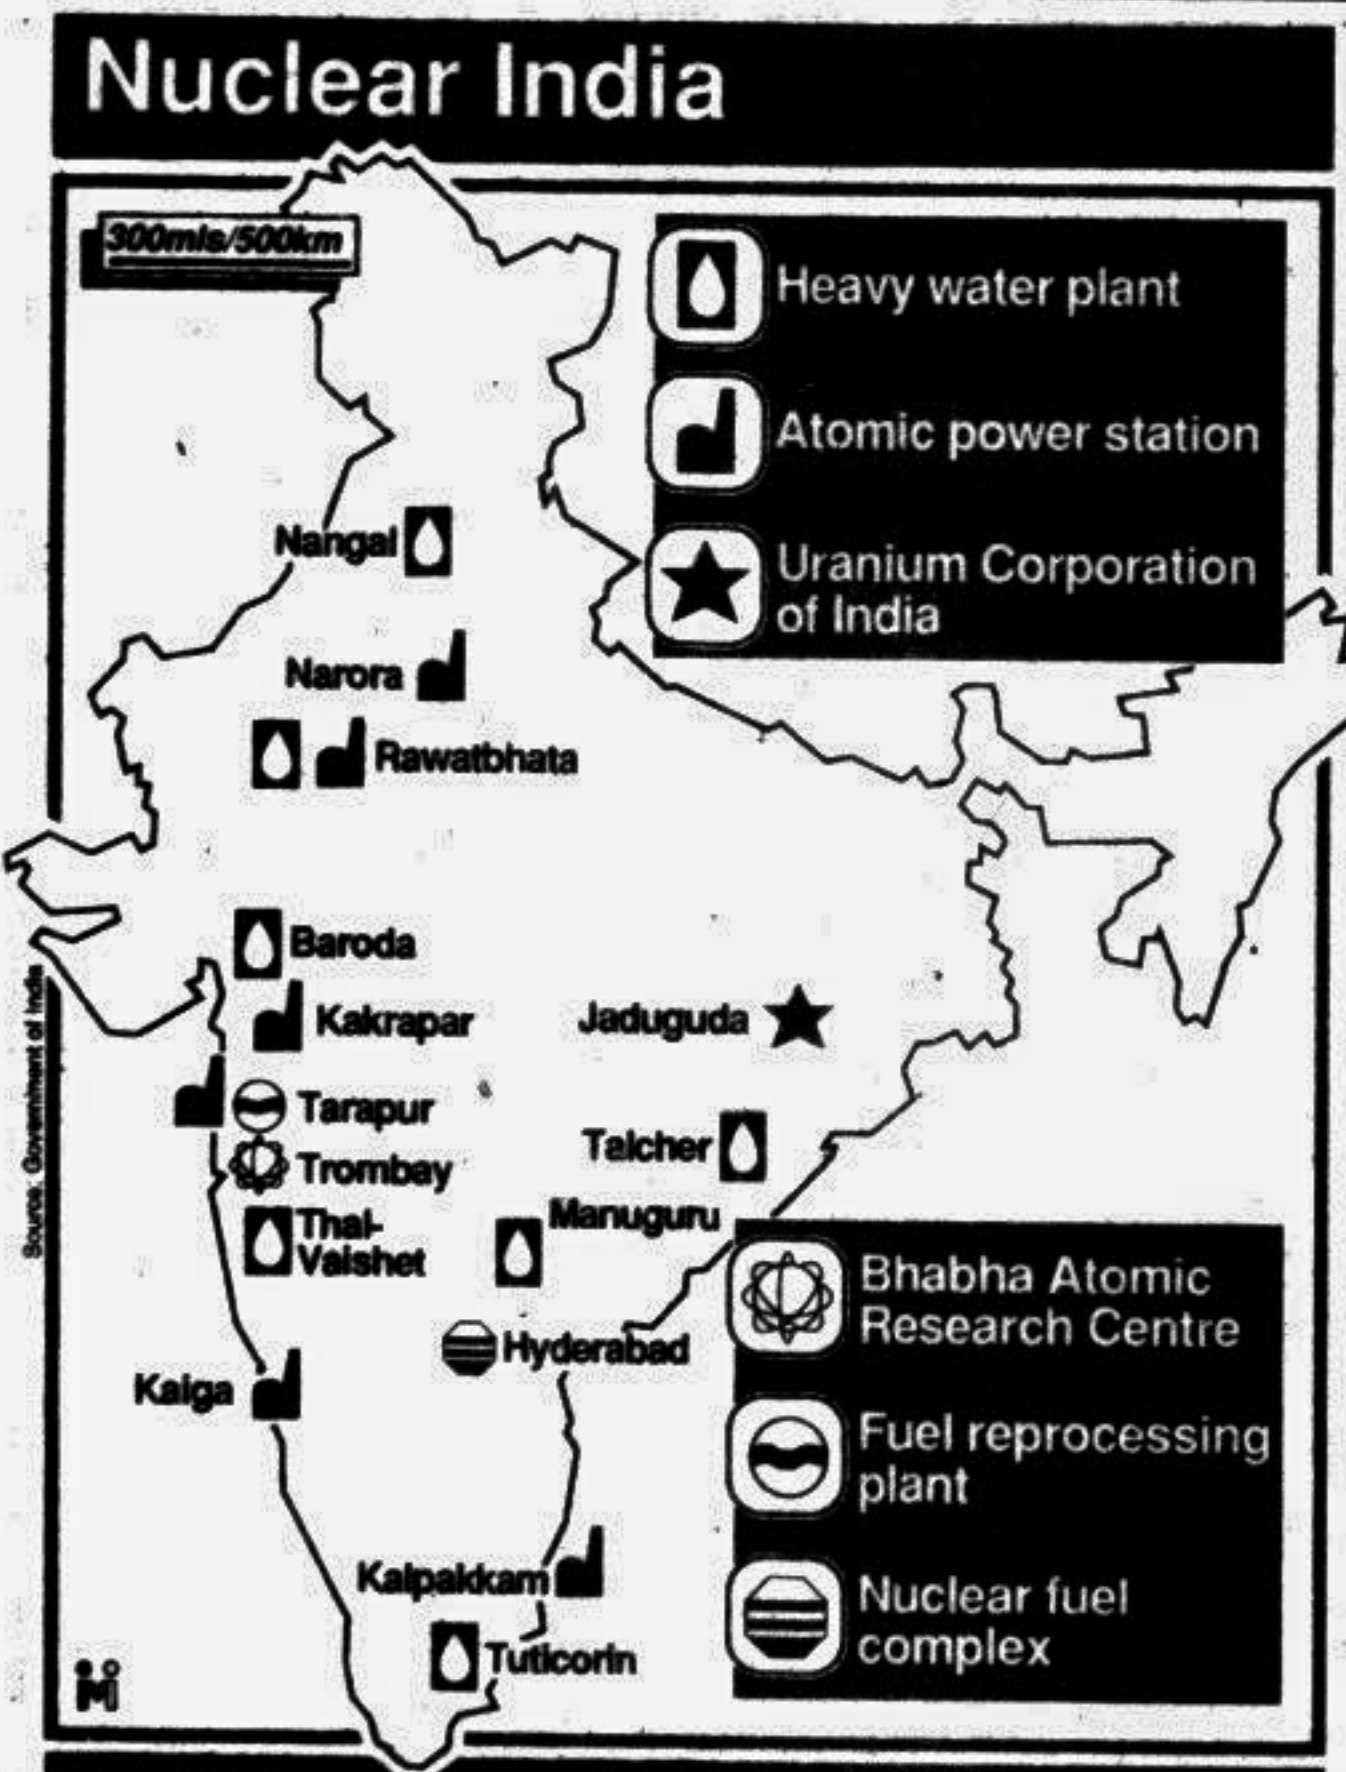 Nuclear India
300mls/500km
Heavy water plant
Atomic power station
Uranium Corporation
of India
Nangal
Narora
Rawatbhata
Baroda
Kakrapar
Jaduguda
Tarapur
Trombay
Talcher
Thal-
Vaishet
Manuguru
Hyderabad
Kaiga
Kalpakkam
Tuticorin
Bhabha Atomic
Research Centre
Fuel reprocessing
plant
Nuclear fuel
complex
Source: Government of India